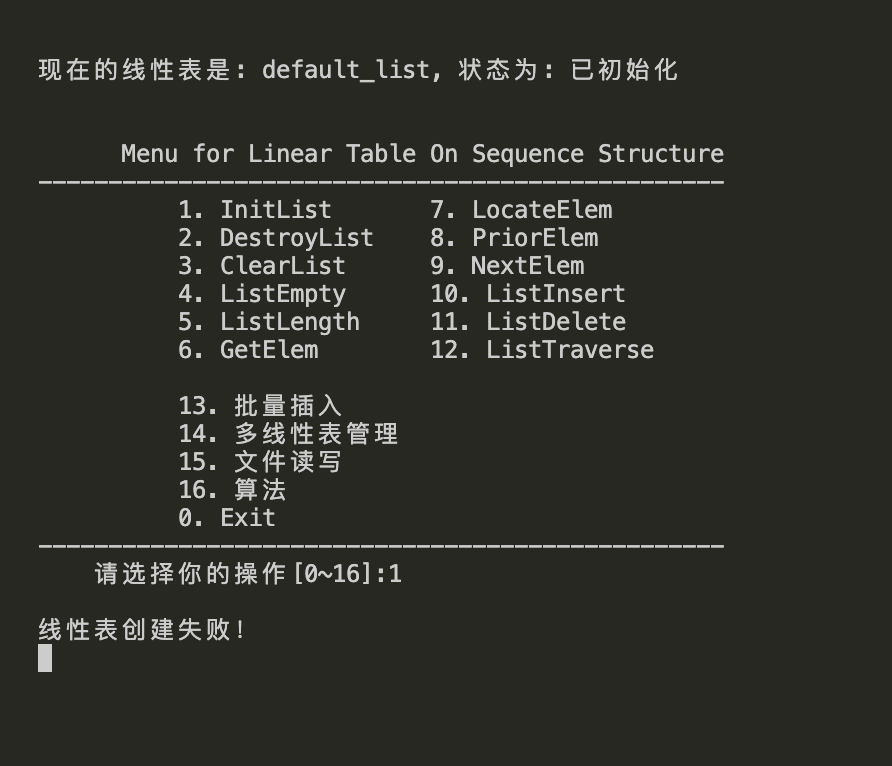 现在的线性表是: default_list, 状态为: 已初始化
Menu for Linear Table On Sequence Structure
-------------------------------------------------
1. InitList 7. LocateElem
2. DestroyList 8. PriorElem
3. ClearList 9. NextElem
4. ListEmpty 10. ListInsert
5. ListLength 11. ListDelete
6. GetElem 12. ListTraverse
13. 批量插入
14. 多线性表管理
15. 文件读写
16. 算法
0. Exit
-------------------------------------------------
请选择你的操作[0~16]:1
线性表创建失败!